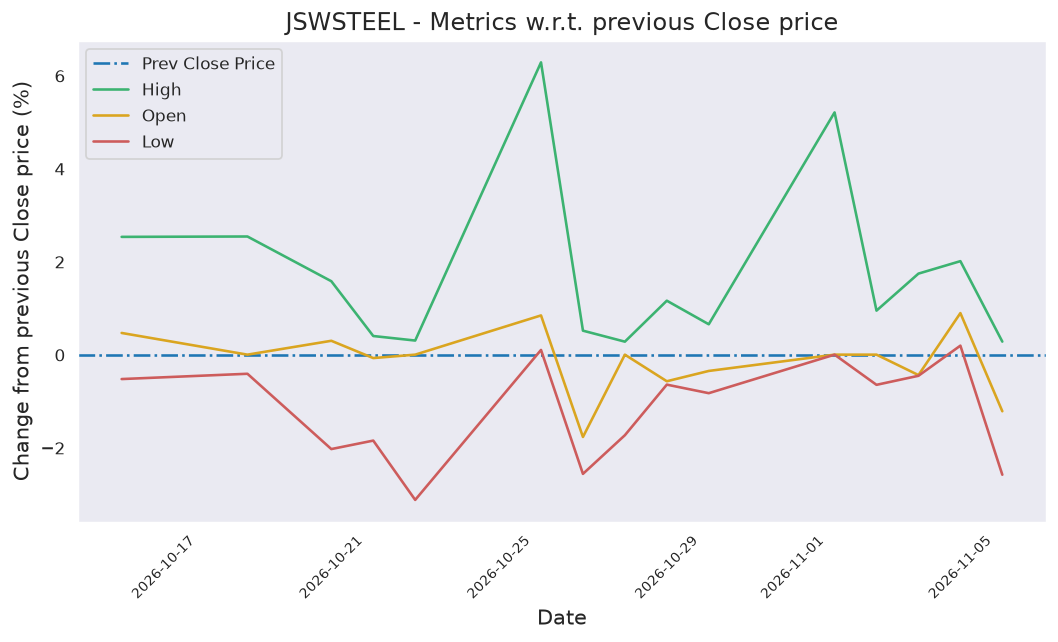 JSWSTEEL - Metrics w.r.t. previous Close price
Change from previous Close price (%)
Prev Close Price
High
Open
Low
6
4
2
0
−2
2026-10-17
2026-10-21
2026-10-25
2026-10-29
2026-11-01
2026-11-05
Date